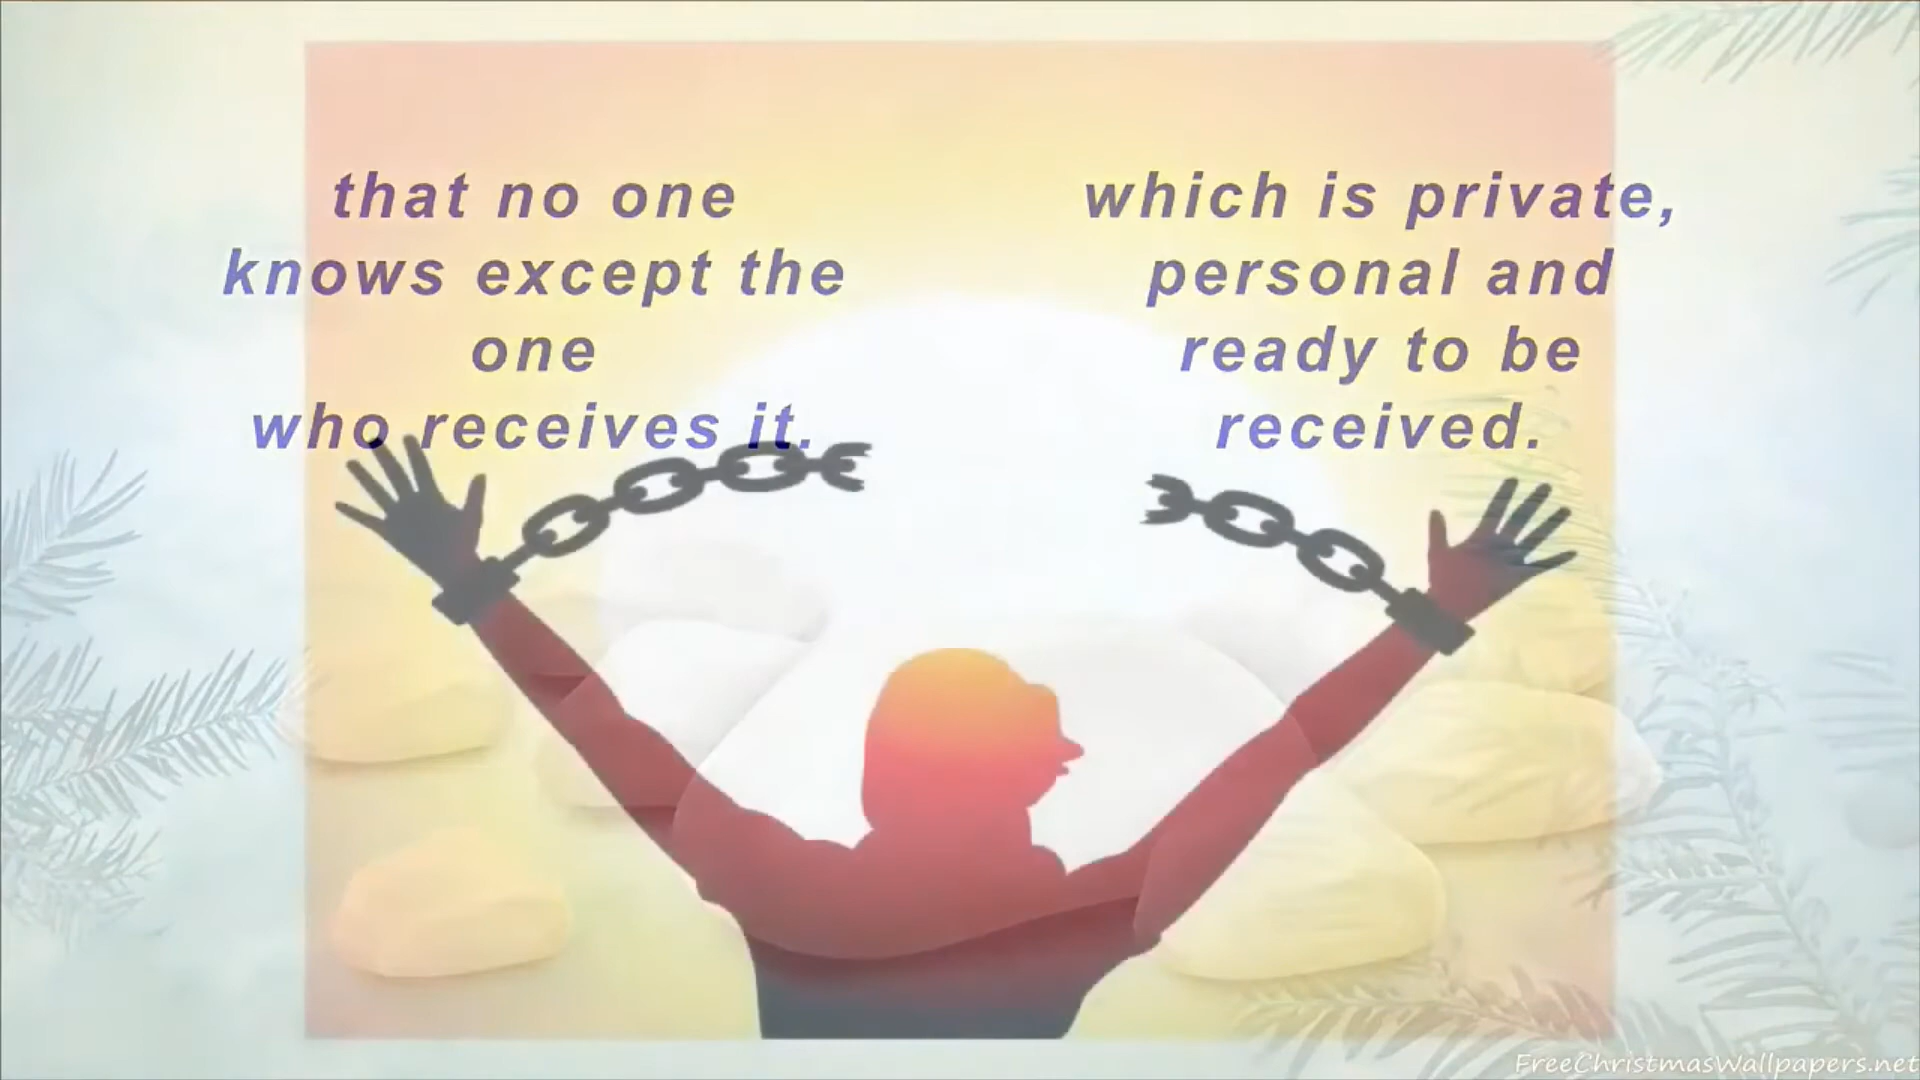 that no one
knows except the
one
who receives it.
which is private,
personal and
ready to be
received.
FreeChristmasWallpapers.net